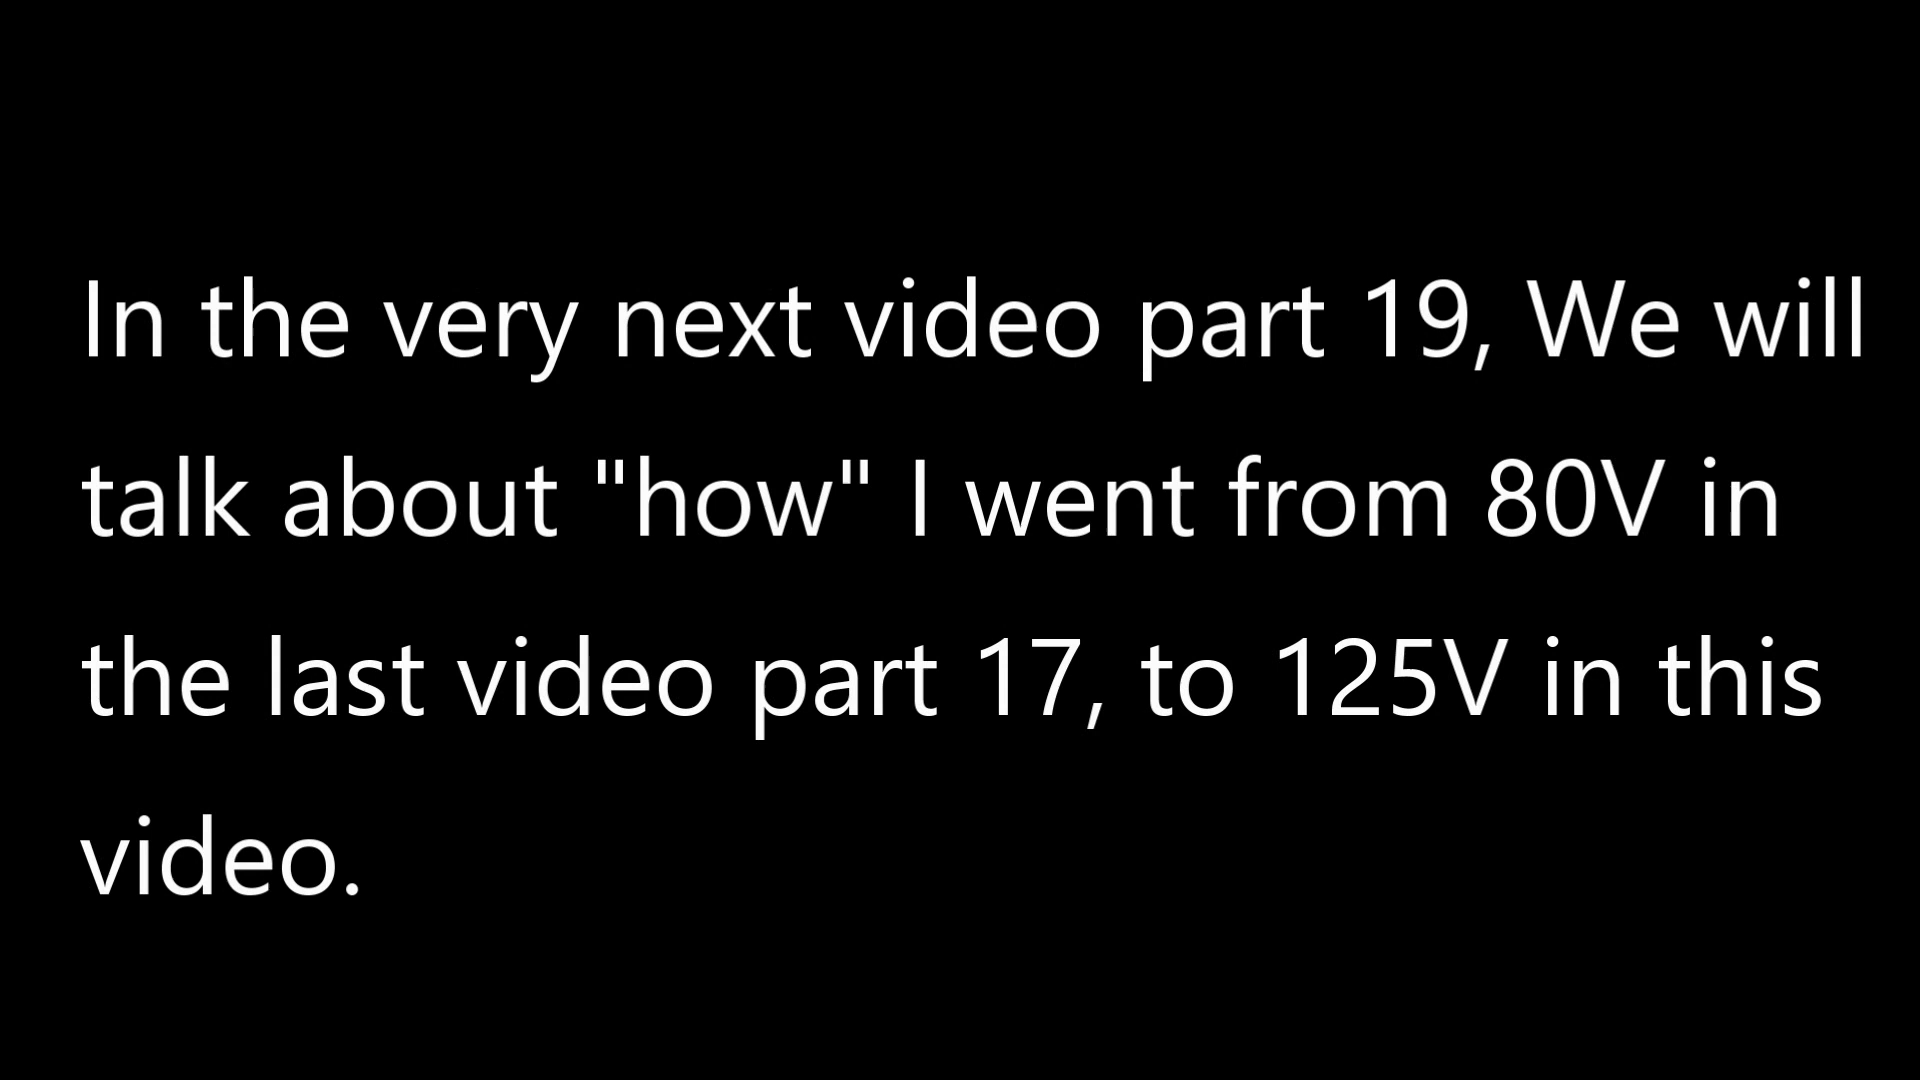 In the very next video part 19, We will
talk about "how" I went from 80V in
the last video part 17, to 125V in this
video.